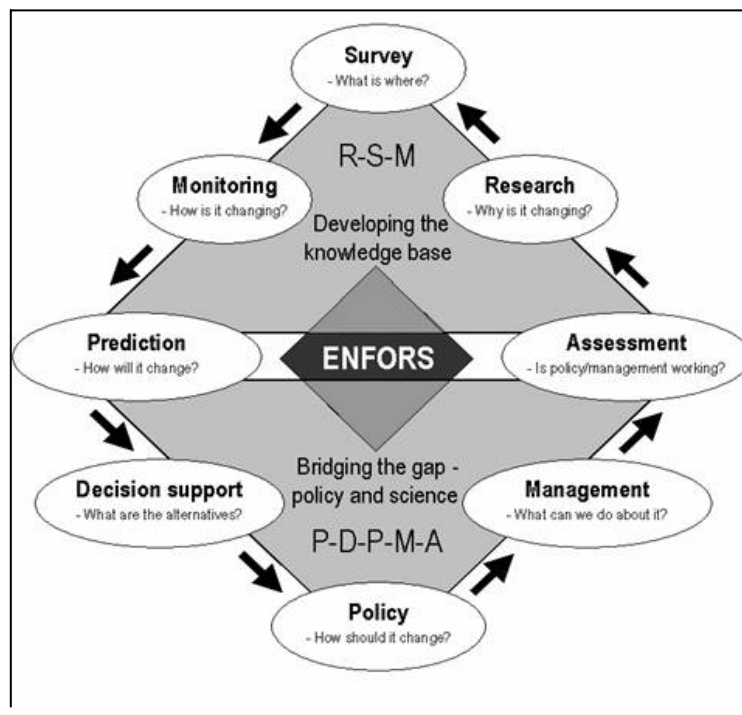 Survey
- What is where?
R-S-M
Monitoring
- How is it changing?
Research
- Why is it changing?
Developing the
knowledge base
Prediction
- How will it change?
ENFORS
Assessment
- Is policy/management working?
Bridging the gap -
policy and science
Decision support
- What are the alternatives?
Management
- What can we do about it?
P-D-P-M-A
Policy
- How should it change?